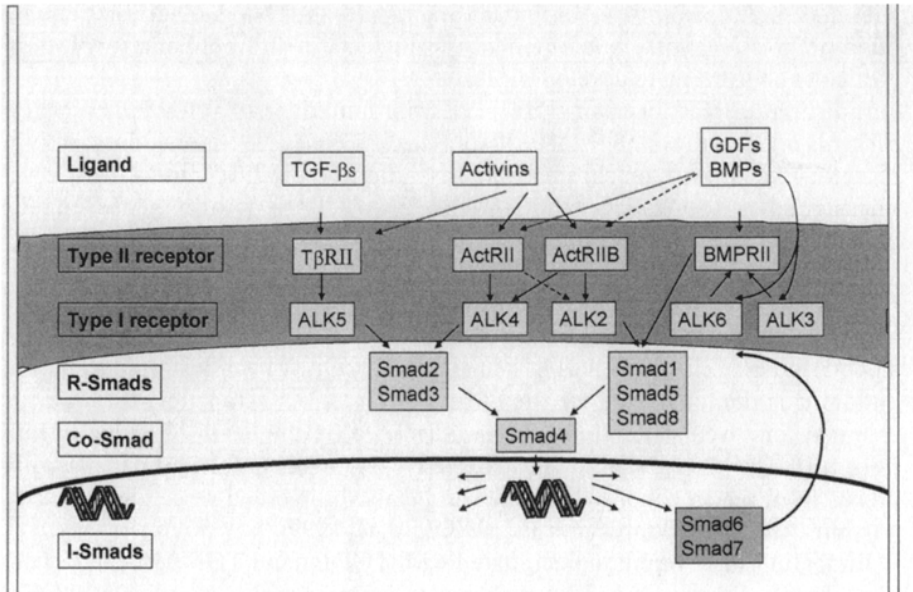 Ligand
TGF-βs
Activins
GDFs
BMPs
Type II receptor
TβRII
ActRII
ActRIIB
BMPRII
Type I receptor
ALK5
ALK4
ALK2
ALK6
ALK3
R-Smads
Smad2
Smad3
Smad1
Smad5
Smad8
Co-Smad
Smad4
I-Smads
Smad6
Smad7